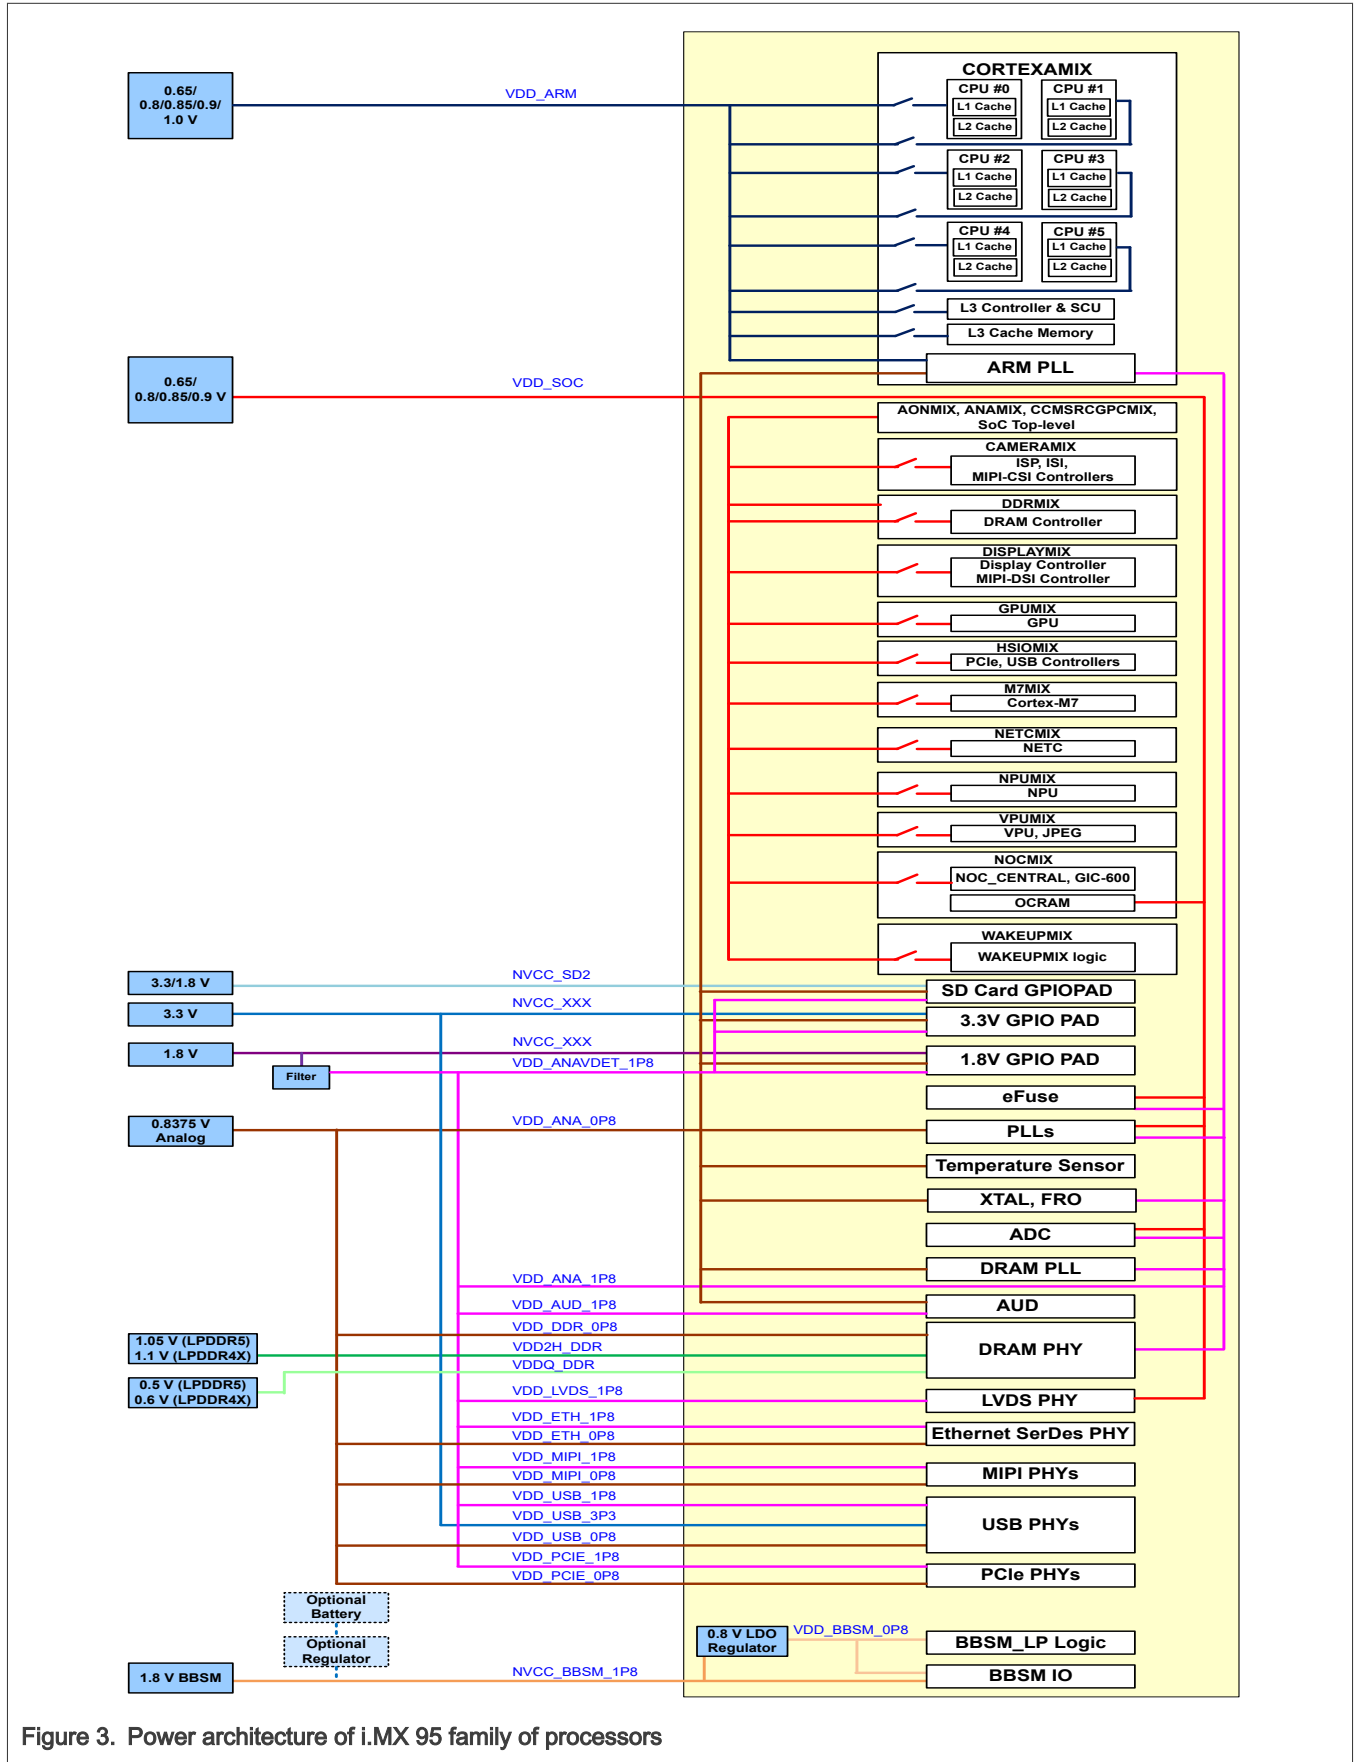 CORTEXAMIX
0.65/
0.8/0.85/0.9/
1.0 V
VDD_ARM
CPU #0
L1 Cache
L2 Cache
CPU #1
L1 Cache
L2 Cache
CPU #2
L1 Cache
L2 Cache
CPU #3
L1 Cache
L2 Cache
CPU #4
L1 Cache
L2 Cache
CPU #5
L1 Cache
L2 Cache
L3 Controller & SCU
L3 Cache Memory
ARM PLL
0.65/
0.8/0.85/0.9 V
VDD_SOC
AONMIX, ANAMIX, CCMSRCGPCMIX,
SoC Top-level
CAMERAMIX
ISP, ISI,
MIPI-CSI Controllers
DDRMIX
DRAM Controller
DISPLAYMIX
Display Controller
MIPI-DSI Controller
GPUMIX
GPU
HSIOMIX
PCIe, USB Controllers
M7MIX
Cortex-M7
NETCMIX
NETC
NPUMIX
NPU
VPUMIX
VPU, JPEG
NOCMIX
NOC_CENTRAL, GIC-600
OCRAM
WAKEUPMIX
WAKEUPMIX logic
3.3/1.8 V
NVCC_SD2
SD Card GPIOPAD
3.3 V
NVCC_XXX
3.3V GPIO PAD
1.8 V
NVCC_XXX
1.8V GPIO PAD
Filter
VDD_ANAVDET_1P8
eFuse
0.8375 V
Analog
VDD_ANA_0P8
PLLs
Temperature Sensor
XTAL, FRO
ADC
DRAM PLL
VDD_ANA_1P8
VDD_AUD_1P8
AUD
VDD_DDR_0P8
1.05 V (LPDDR5)
1.1 V (LPDDR4X)
VDD2H_DDR
DRAM PHY
VDDQ_DDR
0.5 V (LPDDR5)
0.6 V (LPDDR4X)
VDD_LVDS_1P8
LVDS PHY
VDD_ETH_1P8
VDD_ETH_0P8
Ethernet SerDes PHY
VDD_MIPI_1P8
VDD_MIPI_0P8
MIPI PHYs
VDD_USB_1P8
VDD_USB_3P3
VDD_USB_0P8
USB PHYs
VDD_PCIE_1P8
VDD_PCIE_0P8
PCIe PHYs
Optional
Battery
Optional
Regulator
0.8 V LDO
Regulator
VDD_BBSM_0P8
BBSM_LP Logic
1.8 V BBSM
NVCC_BBSM_1P8
BBSM IO
Figure 3. Power architecture of i.MX 95 family of processors